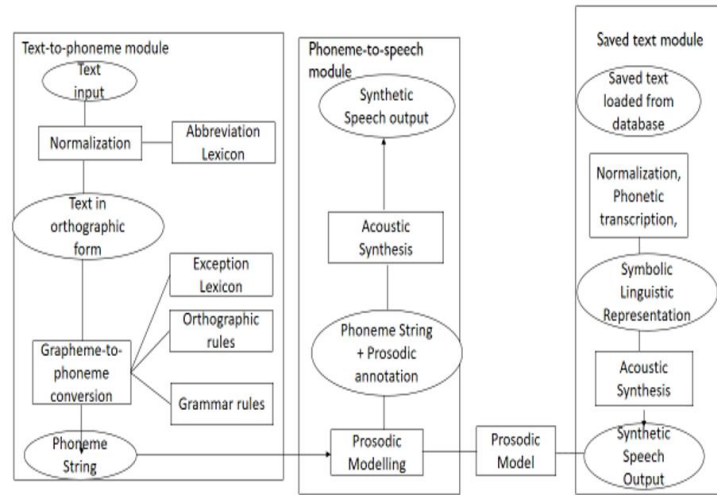 Text-to-phoneme module
Text
input
Normalization
Abbreviation
Lexicon
Text in
orthographic
form
Exception
Lexicon
Orthographic
rules
Grapheme-to-
phoneme
conversion
Grammar rules
Phoneme
String
Phoneme-to-speech
module
Synthetic
Speech output
Acoustic
Synthesis
Phoneme String
+ Prosodic
annotation
Prosodic
Modelling
Prosodic
Model
Saved text module
Saved text
loaded from
database
Normalization,
Phonetic
transcription,
Symbolic
Linguistic
Representation
Acoustic
Synthesis
Synthetic
Speech
Output